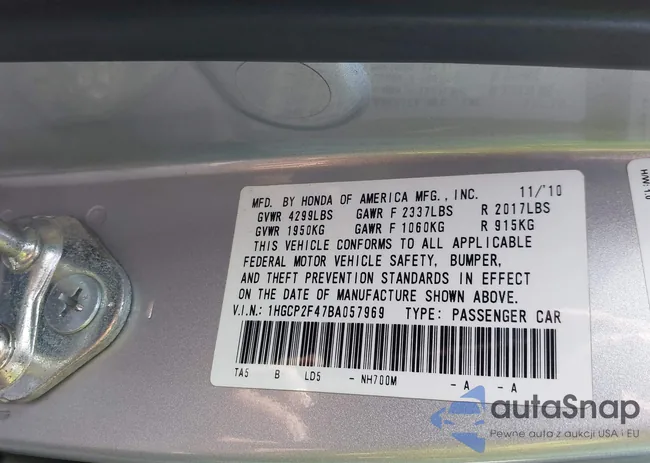 MFD. BY HONDA OF AMERICA MFG., INC. 11/'10
GVWR 4299LBS GAWR F 2337LBS R 2017LBS
GVWR 1950KG GAWR F 1060KG R 915KG
THIS VEHICLE CONFORMS TO ALL APPLICABLE
FEDERAL MOTOR VEHICLE SAFETY, BUMPER,
AND THEFT PREVENTION STANDARDS IN EFFECT
ON THE DATE OF MANUFACTURE SHOWN ABOVE.
V.I.N.: 1HGCP2F47BA057969 TYPE: PASSENGER CAR
TA5 B LD5 - NH700M - A - A
H/W: 1.0
autoSnap
Pewne auta z aukcji USA i EU